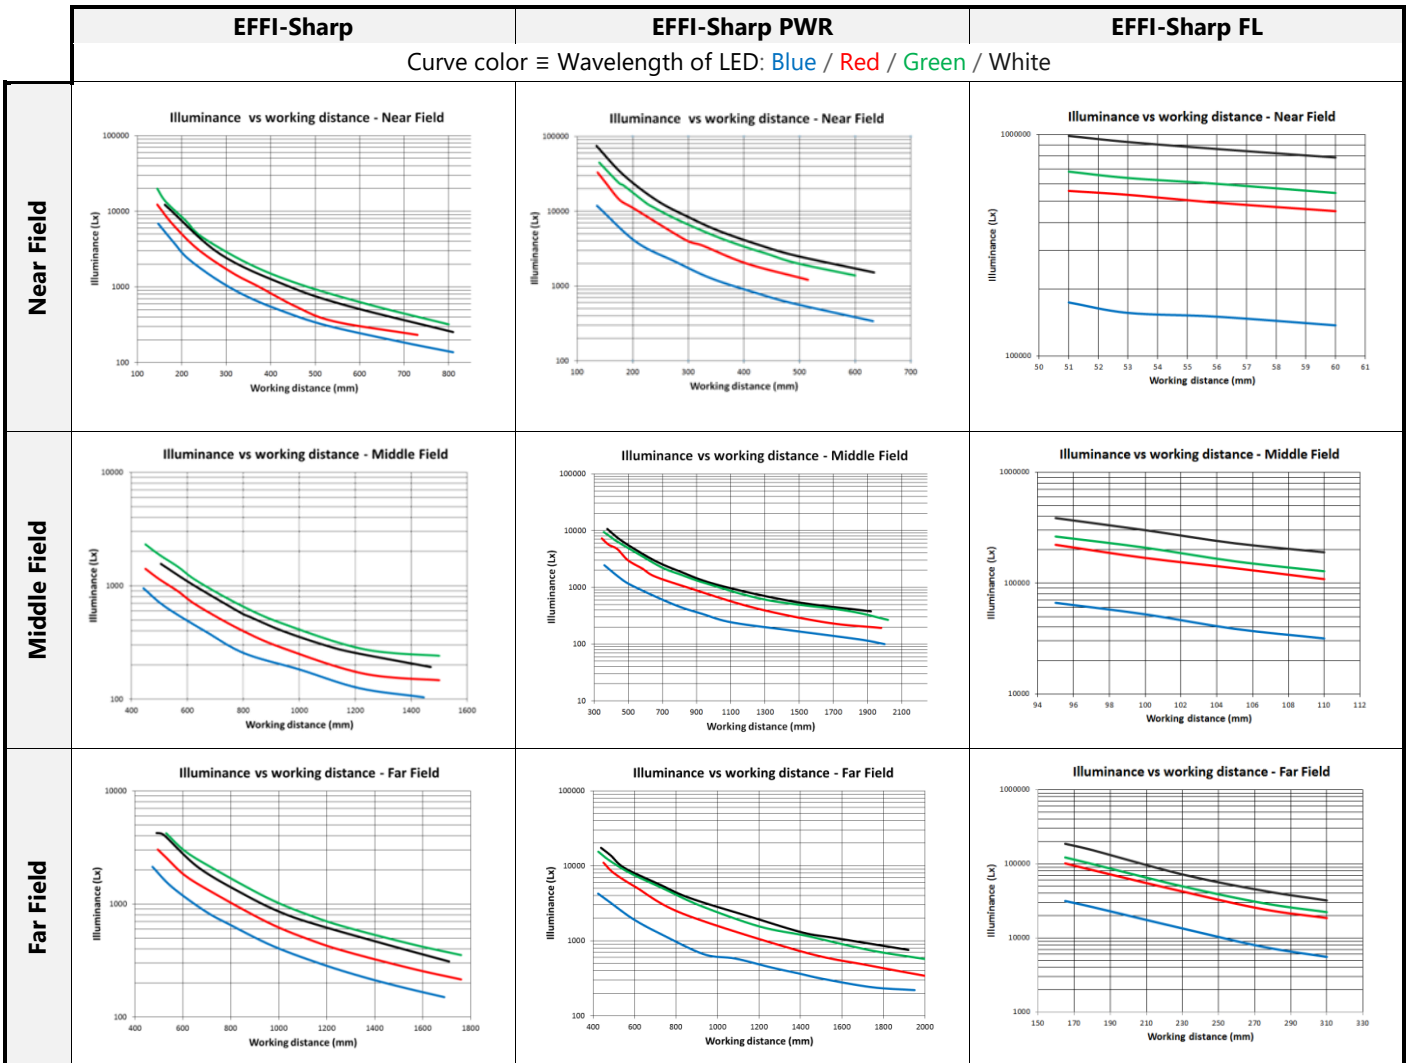 EFFI-Sharp
EFFI-Sharp PWR
EFFI-Sharp FL
Curve color ≡ Wavelength of LED: Blue / Red / Green / White
Near Field
Illuminance vs working distance - Near Field
Illuminance (Lx)
100000
10000
1000
100
100 200 300 400 500 600 700 800
Working distance (mm)
Illuminance vs working distance - Near Field
Illuminance (Lx)
100000
10000
1000
100
100 200 300 400 500 600 700
Working distance (mm)
Illuminance vs working distance - Near Field
Illuminance (Lx)
1000000
100000
50 51 52 53 54 55 56 57 58 59 60 61
Working distance (mm)
Middle Field
Illuminance vs working distance - Middle Field
Illuminance (Lx)
10000
1000
100
400 600 800 1000 1200 1400 1600
Working distance (mm)
Illuminance vs working distance - Middle Field
Illuminance (Lx)
100000
10000
1000
100
10
300 500 700 900 1100 1300 1500 1700 1900 2100
Working distance (mm)
Illuminance vs working distance - Middle Field
Illuminance (Lx)
1000000
100000
10000
94 96 98 100 102 104 106 108 110 112
Working distance (mm)
Far Field
Illuminance vs working distance - Far Field
Illuminance (Lx)
10000
1000
100
400 600 800 1000 1200 1400 1600 1800
Working distance (mm)
Illuminance vs working distance - Far Field
Illuminance (Lx)
100000
10000
1000
100
400 600 800 1000 1200 1400 1600 1800 2000
Working distance (mm)
Illuminance vs working distance - Far Field
Illuminance (Lx)
1000000
100000
10000
1000
150 170 190 210 230 250 270 290 310 330
Working distance (mm)